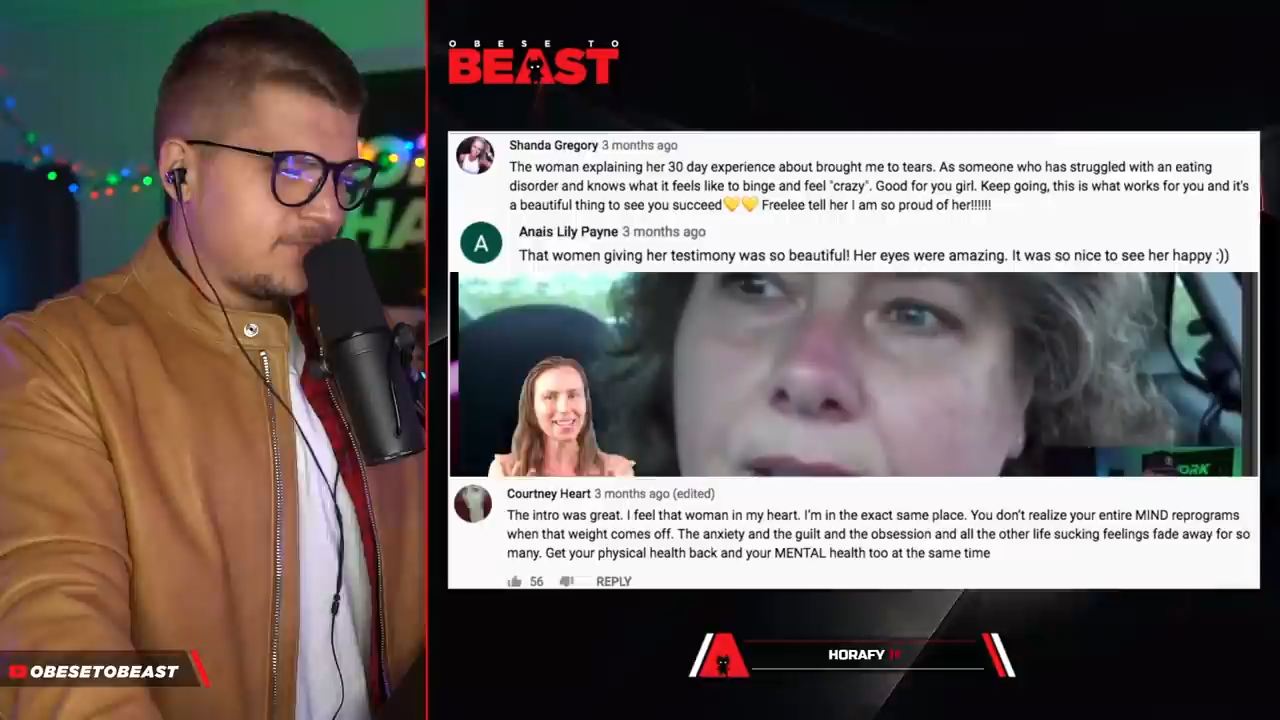 OBESE TO
BEAST
Shanda Gregory 3 months ago
The woman explaining her 30 day experience about brought me to tears. As someone who has struggled with an eating
disorder and knows what it feels like to binge and feel "crazy". Good for you girl. Keep going, this is what works for you and it's
a beautiful thing to see you succeed💛💛 Freelee tell her I am so proud of her!!!!!!
A
Anais Lily Payne 3 months ago
That women giving her testimony was so beautiful! Her eyes were amazing. It was so nice to see her happy :))
ORK
Courtney Heart 3 months ago (edited)
The intro was great. I feel that woman in my heart. I'm in the exact same place. You don't realize your entire MIND reprograms
when that weight comes off. The anxiety and the guilt and the obsession and all the other life sucking feelings fade away for so
many. Get your physical health back and your MENTAL health too at the same time
56 REPLY
HORAFY
OBESETOBEAST